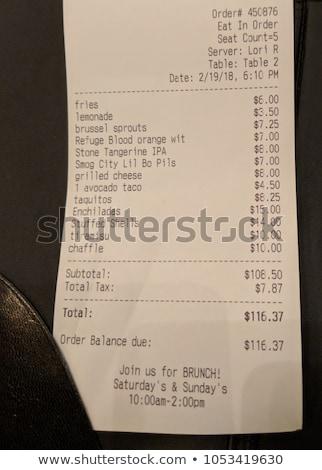 Order# 450876
Eat In Order
Seat Count=5
Server: Lori R
Table: Table 2
Date: 2/19/18, 6:10 PM
fries $6.00
lemonade $3.50
brussel sprouts $7.25
Refuge Blood orange wit $7.00
Stone Tangerine IPA $8.00
Smog City Lil Bo Pils $7.00
grilled cheese $8.00
1 avocado taco $4.50
taquitos $8.25
Enchiladas $15.00
Stuffed Shells $14.00
tiramisu $10.00
chaffle $10.00
Subtotal: $108.50
Total Tax: $7.87
Total: $116.37
Order Balance due: $116.37
Join us for BRUNCH!
Saturday's & Sunday's
10:00am-2:00pm
shutterstock
IMAGE ID: 1053419630
www.shutterstock.com